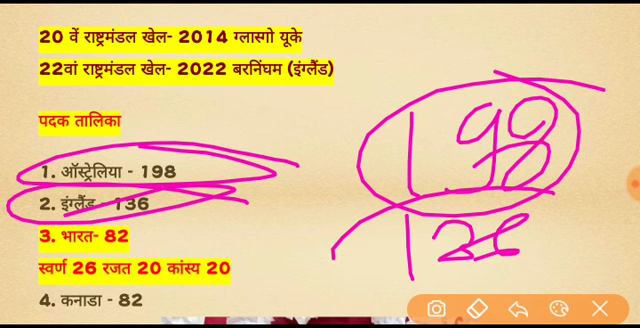 20 वें राष्ट्रमंडल खेल- 2014 ग्लास्गो यूके
22वां राष्ट्रमंडल खेल- 2022 बरनिंघम (इंग्लैंड)
पदक तालिका
1. ऑस्ट्रेलिया - 198
198
2. इंग्लैंड - 136
136
3. भारत- 82
स्वर्ण 26 रजत 20 कांस्य 20
4. कनाडा - 82